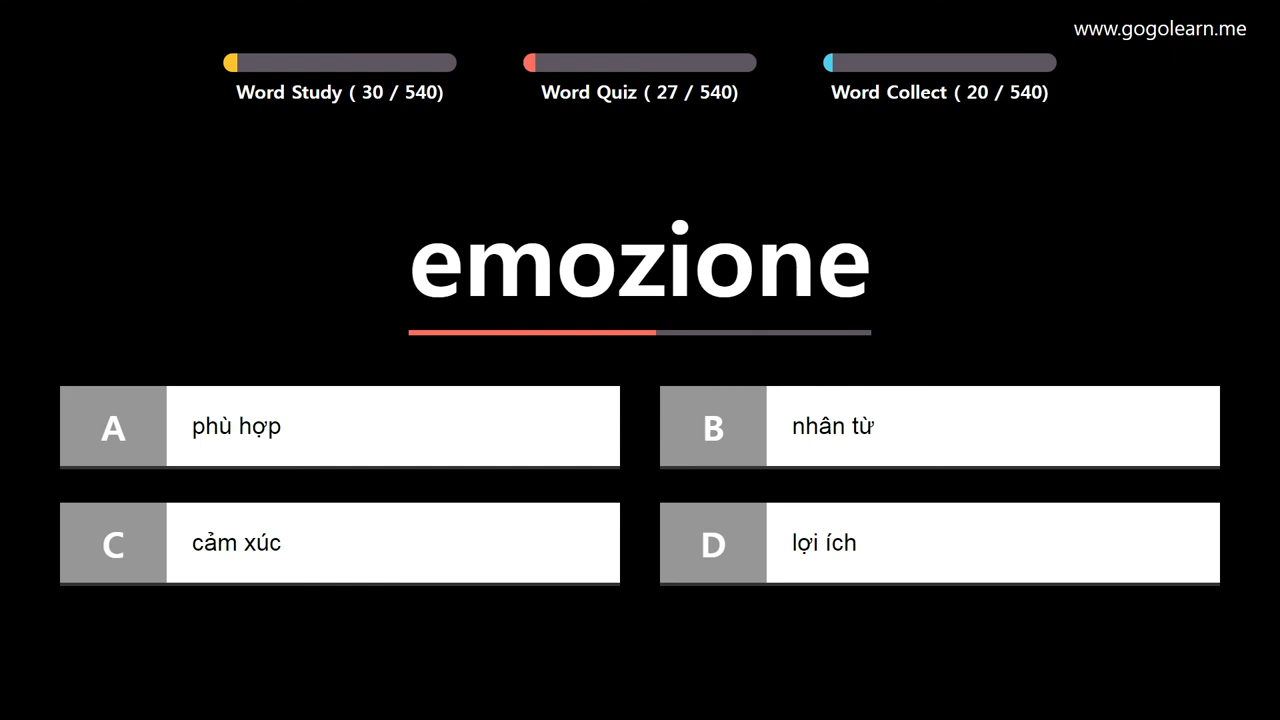 www.gogolearn.me
Word Study ( 30 / 540)
Word Quiz ( 27 / 540)
Word Collect ( 20 / 540)
emozione
A phù hợp
B nhân từ
C cảm xúc
D lợi ích